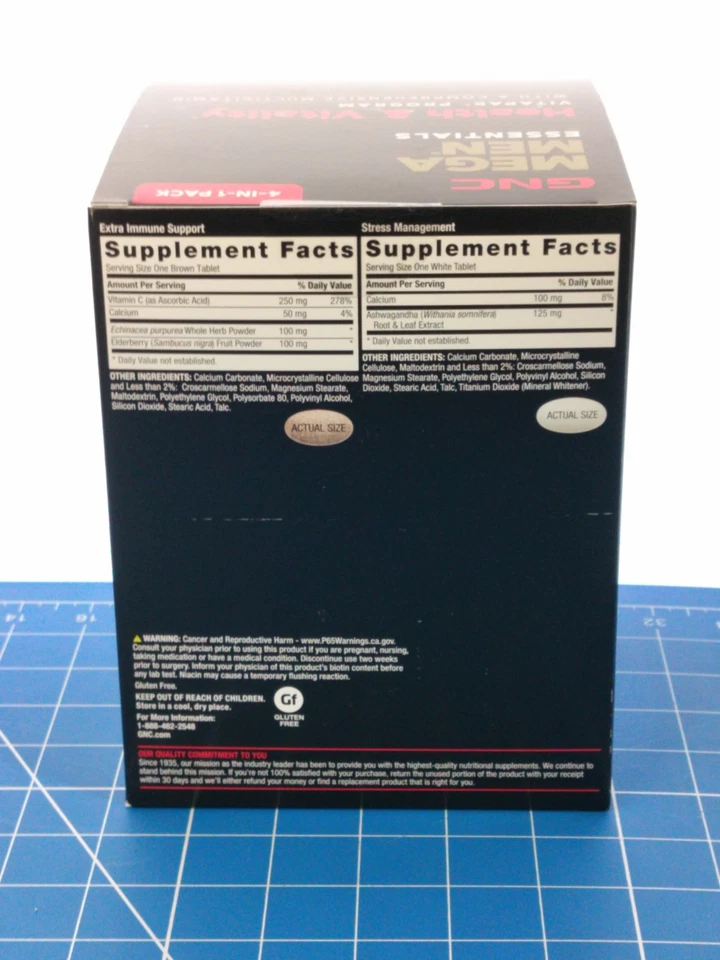 WITH A COMPREHENSIVE MULTIVITAMIN
VITAPAK® PROGRAM
Health & Vitality
ESSENTIALS
MEN
MEGA
GNC
4-IN-1 PACK
Extra Immune Support
Supplement Facts
Serving Size One Brown Tablet
Amount Per Serving % Daily Value
Vitamin C (as Ascorbic Acid) 250 mg 278%
Calcium 50 mg 4%
Echinacea purpurea Whole Herb Powder 100 mg *
Elderberry (Sambucus nigra) Fruit Powder 100 mg *
* Daily Value not established.
OTHER INGREDIENTS: Calcium Carbonate, Microcrystalline Cellulose
and Less than 2%: Croscarmellose Sodium, Magnesium Stearate,
Maltodextrin, Polyethylene Glycol, Polysorbate 80, Polyvinyl Alcohol,
Silicon Dioxide, Stearic Acid, Talc.
ACTUAL SIZE
Stress Management
Supplement Facts
Serving Size One White Tablet
Amount Per Serving % Daily Value
Calcium 100 mg 8%
Ashwagandha (Withania somnifera) 125 mg *
Root & Leaf Extract
* Daily Value not established.
OTHER INGREDIENTS: Calcium Carbonate, Microcrystalline
Cellulose, Maltodextrin and Less than 2%: Croscarmellose Sodium,
Magnesium Stearate, Polyethylene Glycol, Polyvinyl Alcohol, Silicon
Dioxide, Stearic Acid, Talc, Titanium Dioxide (Mineral Whitener).
ACTUAL SIZE
WARNING: Cancer and Reproductive Harm - www.P65Warnings.ca.gov.
Consult your physician prior to using this product if you are pregnant, nursing,
taking medication or have a medical condition. Discontinue use two weeks
prior to surgery. Inform your physician of this product's biotin content before
any lab test. Niacin may cause a temporary flushing reaction.
Gluten Free.
KEEP OUT OF REACH OF CHILDREN.
Store in a cool, dry place.
For More Information:
1-888-462-2548
GNC.com
Gf
GLUTEN
FREE
OUR QUALITY COMMITMENT TO YOU
Since 1935, our mission as the industry leader has been to provide you with the highest-quality nutritional supplements. We continue to
stand behind this mission. If you're not 100% satisfied with your purchase, return the unused portion of the product with your receipt
within 30 days and we'll either refund your money or find a replacement product that is right for you.
14
16
32